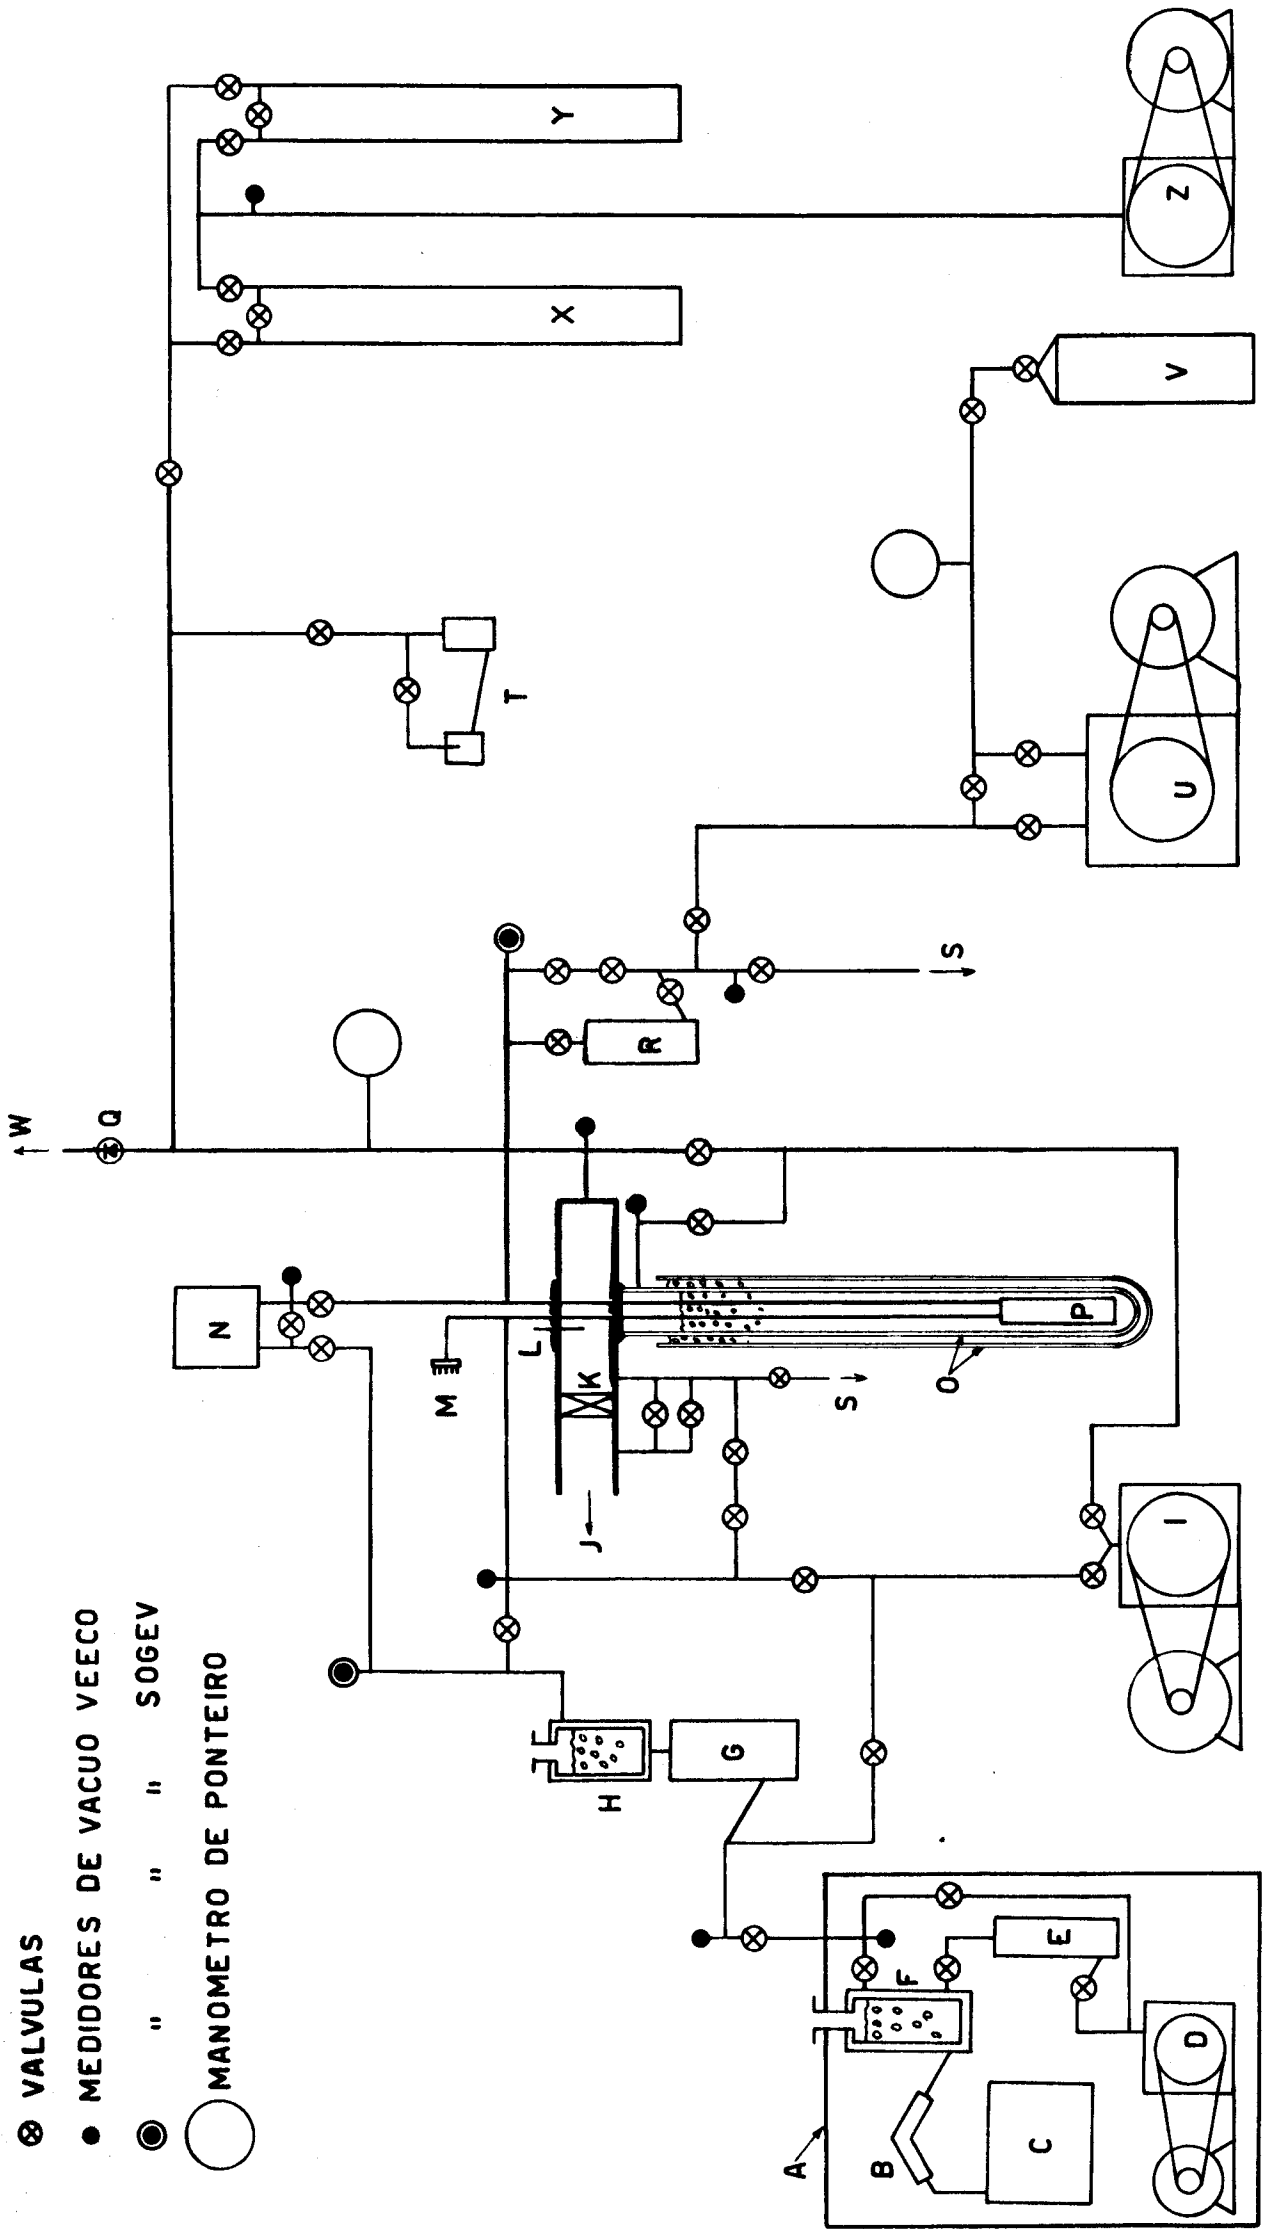 VALVULAS
MEDIDORES DE VACUO VEECO
" " " SOGEV
MANOMETRO DE PONTEIRO
W
Q
N
M
L
K
J
R
S
S
T
X
Y
H
G
O
P
I
U
V
Z
A
B
C
D
E
F